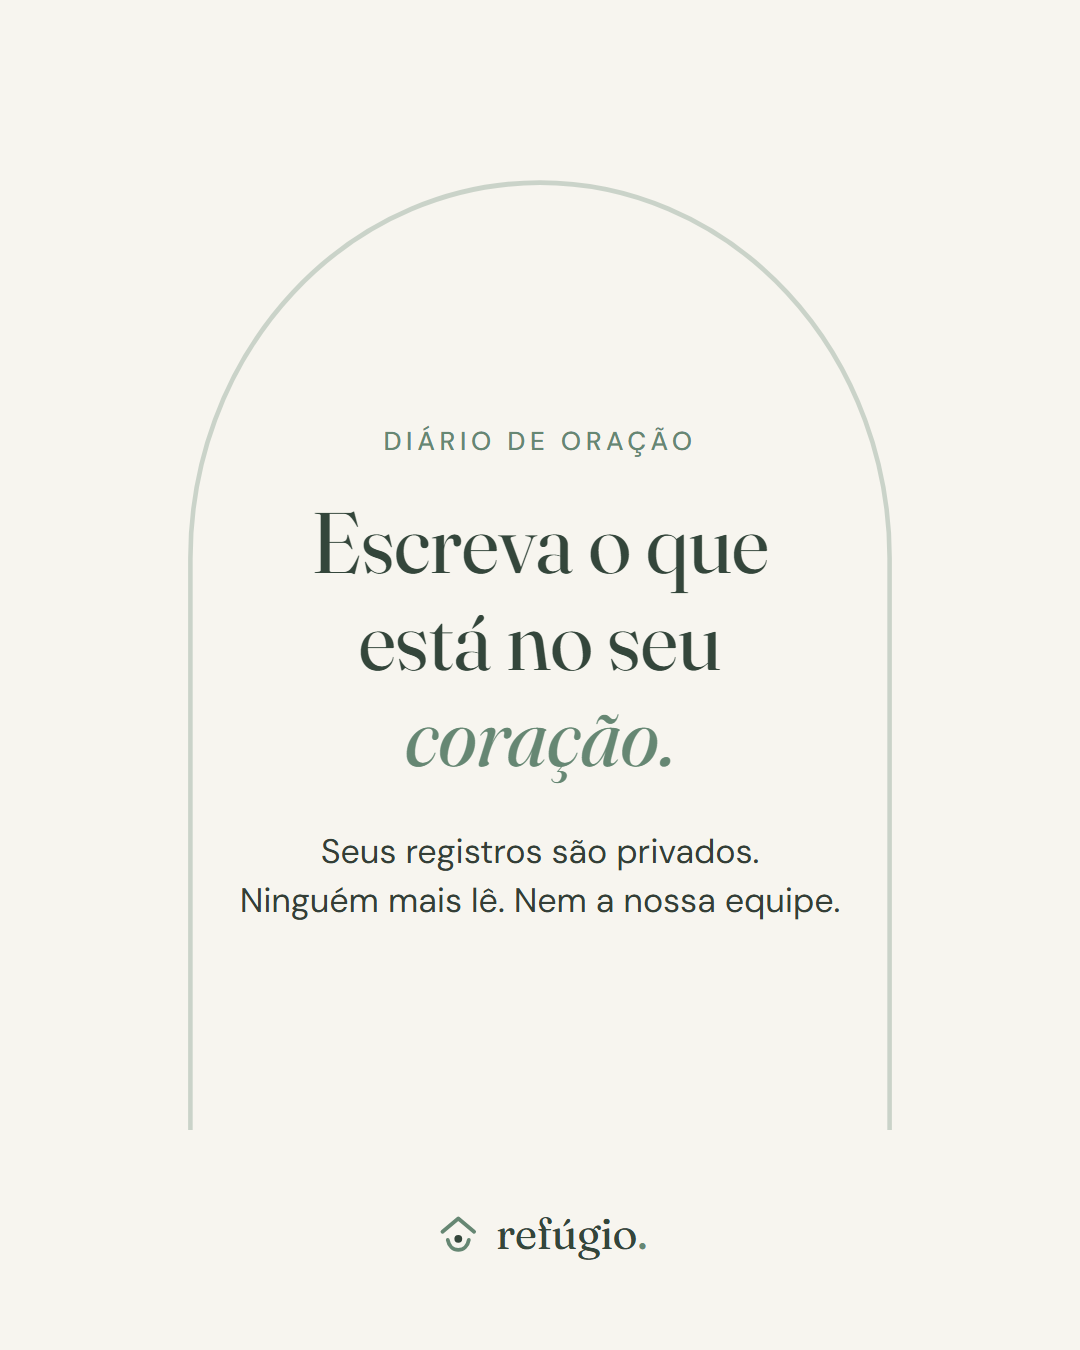 DIÁRIO DE ORAÇÃO
Escreva o que
está no seu
coração.
Seus registros são privados.
Ninguém mais lê. Nem a nossa equipe.
refúgio.